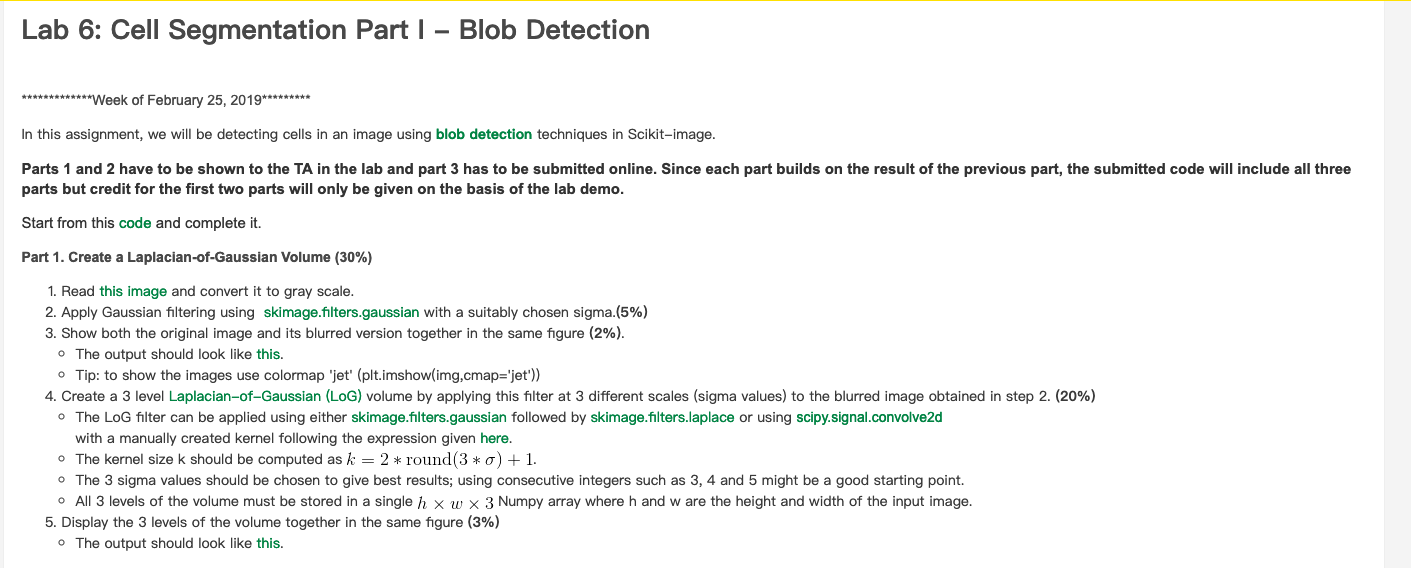 Lab 6: Cell Segmentation Part I – Blob Detection
*************Week of February 25, 2019*********
In this assignment, we will be detecting cells in an image using blob detection techniques in Scikit-image.
Parts 1 and 2 have to be shown to the TA in the lab and part 3 has to be submitted online. Since each part builds on the result of the previous part, the submitted code will include all three
parts but credit for the first two parts will only be given on the basis of the lab demo.
Start from this code and complete it.
Part 1. Create a Laplacian-of-Gaussian Volume (30%)
1. Read this image and convert it to gray scale.
2. Apply Gaussian filtering using skimage.filters.gaussian with a suitably chosen sigma.(5%)
3. Show both the original image and its blurred version together in the same figure (2%).
○ The output should look like this.
○ Tip: to show the images use colormap 'jet' (plt.imshow(img,cmap='jet'))
4. Create a 3 level Laplacian-of-Gaussian (LoG) volume by applying this filter at 3 different scales (sigma values) to the blurred image obtained in step 2. (20%)
○ The LoG filter can be applied using either skimage.filters.gaussian followed by skimage.filters.laplace or using scipy.signal.convolve2d
with a manually created kernel following the expression given here.
○ The kernel size k should be computed as k = 2 * round(3 * σ) + 1.
○ The 3 sigma values should be chosen to give best results; using consecutive integers such as 3, 4 and 5 might be a good starting point.
○ All 3 levels of the volume must be stored in a single h × w × 3 Numpy array where h and w are the height and width of the input image.
5. Display the 3 levels of the volume together in the same figure (3%)
○ The output should look like this.